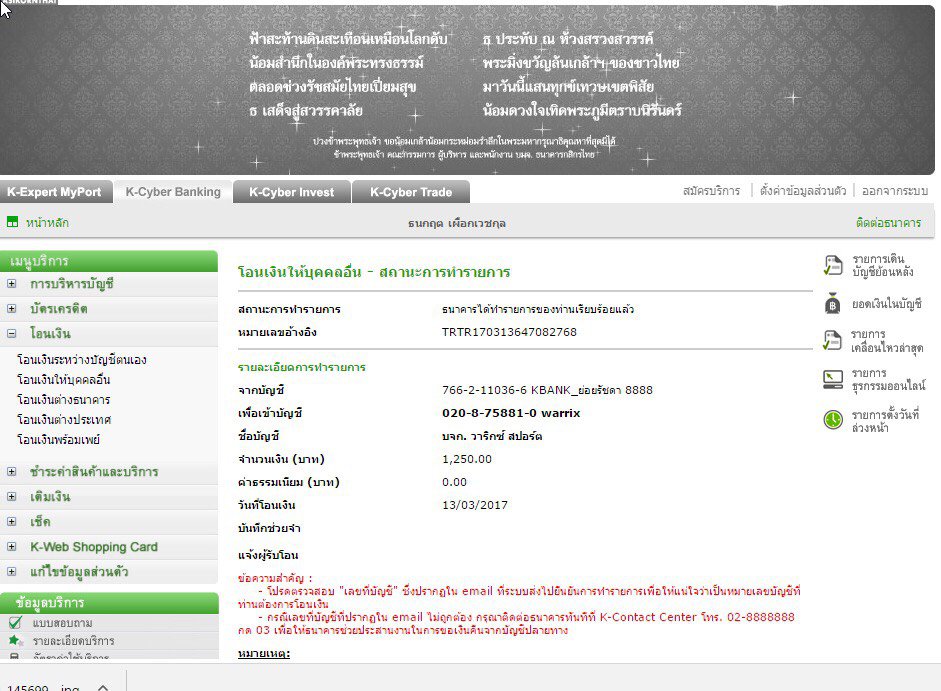 ฟ้าสะท้านดินสะเทือนเหมือนโลกดับ ธ ประทับ ณ ห้วงสรวงสวรรค์
น้อมสำนึกในองค์พระทรงธรรม์ พระมิ่งขวัญล้นเกล้าฯ ของชาวไทย
ตลอดช่วงรัชสมัยไทยเปี่ยมสุข มาวันนี้แสนทุกข์เทวษเขตพิสัย
ธ เสด็จสู่สวรรคาลัย น้อมดวงใจเทิดพระภูมีตราบนิรันดร์
ปวงข้าพระพุทธเจ้า ขอน้อมเกล้าน้อมกระหม่อมรำลึกในพระมหากรุณาธิคุณหาที่สุดมิได้
ข้าพระพุทธเจ้า คณะกรรมการ ผู้บริหาร และพนักงาน บมจ. ธนาคารกสิกรไทย
K-Expert MyPort K-Cyber Banking K-Cyber Invest K-Cyber Trade สมัครบริการ ตั้งค่าข้อมูลส่วนตัว ออกจากระบบ
หน้าหลัก ธนกฤต เผือกเวชกุล ติดต่อธนาคาร
เมนูบริการ
การบริหารบัญชี
บัตรเครดิต
โอนเงิน
โอนเงินระหว่างบัญชีตนเอง
โอนเงินให้บุคคลอื่น
โอนเงินต่างธนาคาร
โอนเงินต่างประเทศ
โอนเงินพร้อมเพย์
ชำระค่าสินค้าและบริการ
เติมเงิน
เช็ค
K-Web Shopping Card
แก้ไขข้อมูลส่วนตัว
ข้อมูลบริการ
แบบสอบถาม
รายละเอียดบริการ
อัตราค่าใช้บริการ
โอนเงินให้บุคคลอื่น - สถานะการทำรายการ
สถานะการทำรายการ ธนาคารได้ทำรายการของท่านเรียบร้อยแล้ว
หมายเลขอ้างอิง TRTR170313647082768
รายละเอียดการทำรายการ
จากบัญชี 766-2-11036-6 KBANK_ย่อยรัชดา 8888
เพื่อเข้าบัญชี 020-8-75881-0 warrix
ชื่อบัญชี บจก. วาริกซ์ สปอร์ต
จำนวนเงิน (บาท) 1,250.00
ค่าธรรมเนียม (บาท) 0.00
วันที่โอนเงิน 13/03/2017
บันทึกช่วยจำ
แจ้งผู้รับโอน
ข้อความสำคัญ :
- โปรดตรวจสอบ "เลขที่บัญชี" ซึ่งปรากฏใน email ที่ระบบส่งไปยืนยันการทำรายการเพื่อให้แน่ใจว่าเป็นหมายเลขบัญชีที่
ท่านต้องการโอนเงิน
- กรณีเลขที่บัญชีที่ปรากฏใน email ไม่ถูกต้อง กรุณาติดต่อธนาคารทันทีที่ K-Contact Center โทร. 02-8888888
กด 03 เพื่อให้ธนาคารช่วยประสานงานในการขอเงินคืนจากบัญชีปลายทาง
หมายเหตุ:
รายการเดิน
บัญชีย้อนหลัง
ยอดเงินในบัญชี
รายการ
เคลื่อนไหวล่าสุด
รายการ
ธุรกรรมออนไลน์
รายการตั้งวันที่
ล่วงหน้า